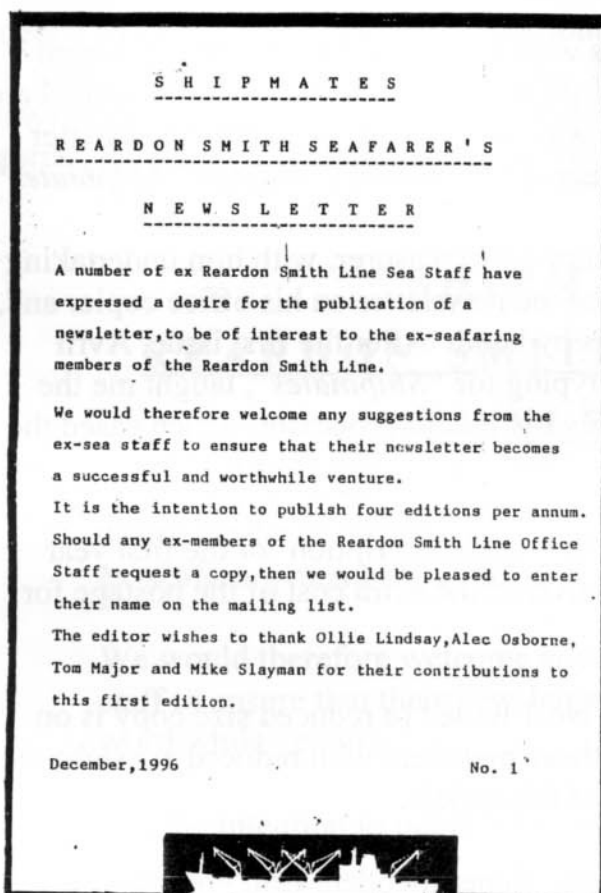 S H I P M A T E S
R E A R D O N  S M I T H  S E A F A R E R ' S
N E W S L E T T E R
A number of ex Reardon Smith Line Sea Staff have
expressed a desire for the publication of a
newsletter,to be of interest to the ex-seafaring
members of the Reardon Smith Line.
We would therefore welcome any suggestions from the
ex-sea staff to ensure that their newsletter becomes
a successful and worthwhile venture.
It is the intention to publish four editions per annum.
Should any ex-members of the Reardon Smith Line Office
Staff request a copy,then we would be pleased to enter
their name on the mailing list.
The editor wishes to thank Ollie Lindsay,Alec Osborne,
Tom Major and Mike Slayman for their contributions to
this first edition.
December,1996 No. 1